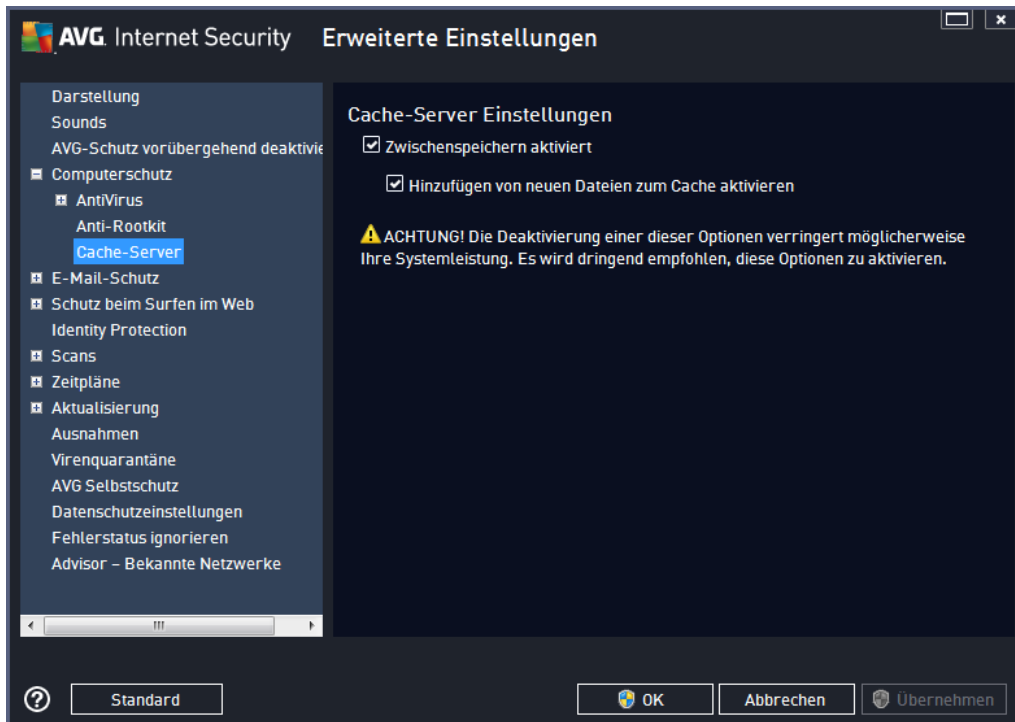 AVG. Internet Security Erweiterte Einstellungen
Darstellung
Sounds
AVG-Schutz vorübergehend deaktivie
Computerschutz
AntiVirus
Anti-Rootkit
Cache-Server
E-Mail-Schutz
Schutz beim Surfen im Web
Identity Protection
Scans
Zeitpläne
Aktualisierung
Ausnahmen
Virenquarantäne
AVG Selbstschutz
Datenschutzeinstellungen
Fehlerstatus ignorieren
Advisor – Bekannte Netzwerke
Cache-Server Einstellungen
Zwischenspeichern aktiviert
Hinzufügen von neuen Dateien zum Cache aktivieren
ACHTUNG! Die Deaktivierung einer dieser Optionen verringert möglicherweise
Ihre Systemleistung. Es wird dringend empfohlen, diese Optionen zu aktivieren.
Standard
OK
Abbrechen
Übernehmen